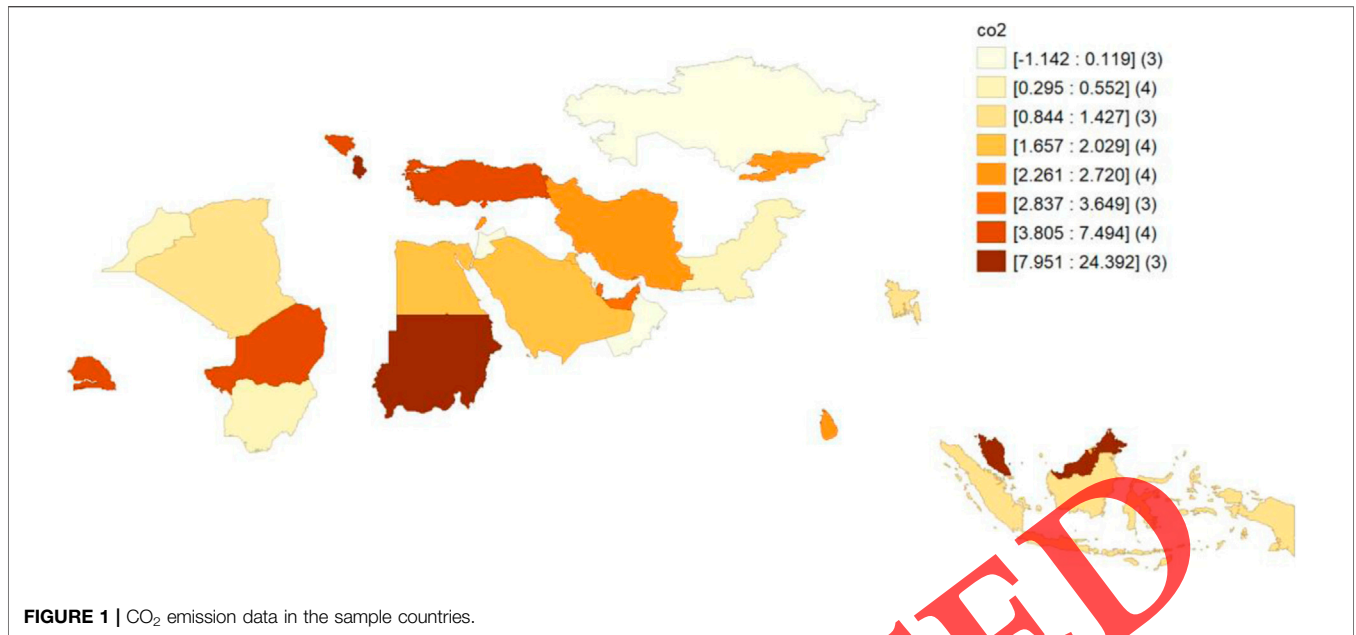 co2
[-1.142 : 0.119] (3)
[0.295 : 0.552] (4)
[0.844 : 1.427] (3)
[1.657 : 2.029] (4)
[2.261 : 2.720] (4)
[2.837 : 3.649] (3)
[3.805 : 7.494] (4)
[7.951 : 24.392] (3)
ED
FIGURE 1 | CO₂ emission data in the sample countries.